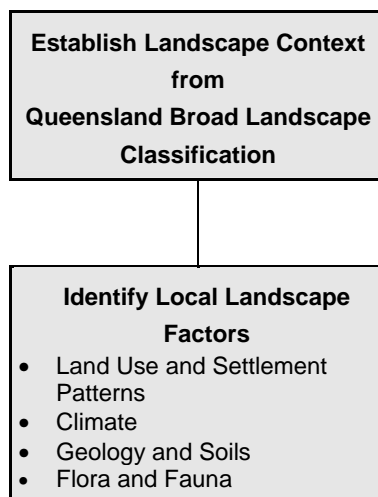 Establish Landscape Context
from
Queensland Broad Landscape
Classification
Identify Local Landscape
Factors
• Land Use and Settlement
Patterns
• Climate
• Geology and Soils
• Flora and Fauna